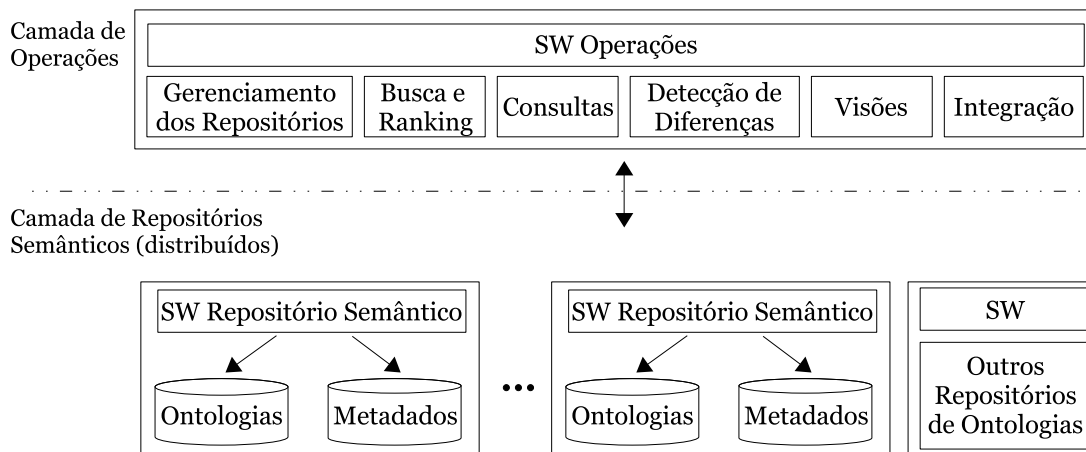 Camada de
Operações
SW Operações
Gerenciamento
dos Repositórios
Busca e
Ranking
Consultas
Detecção de
Diferenças
Visões
Integração
Camada de Repositórios
Semânticos (distribuídos)
SW Repositório Semântico
Ontologias
Metadados
...
SW Repositório Semântico
Ontologias
Metadados
SW
Outros
Repositórios
de Ontologias